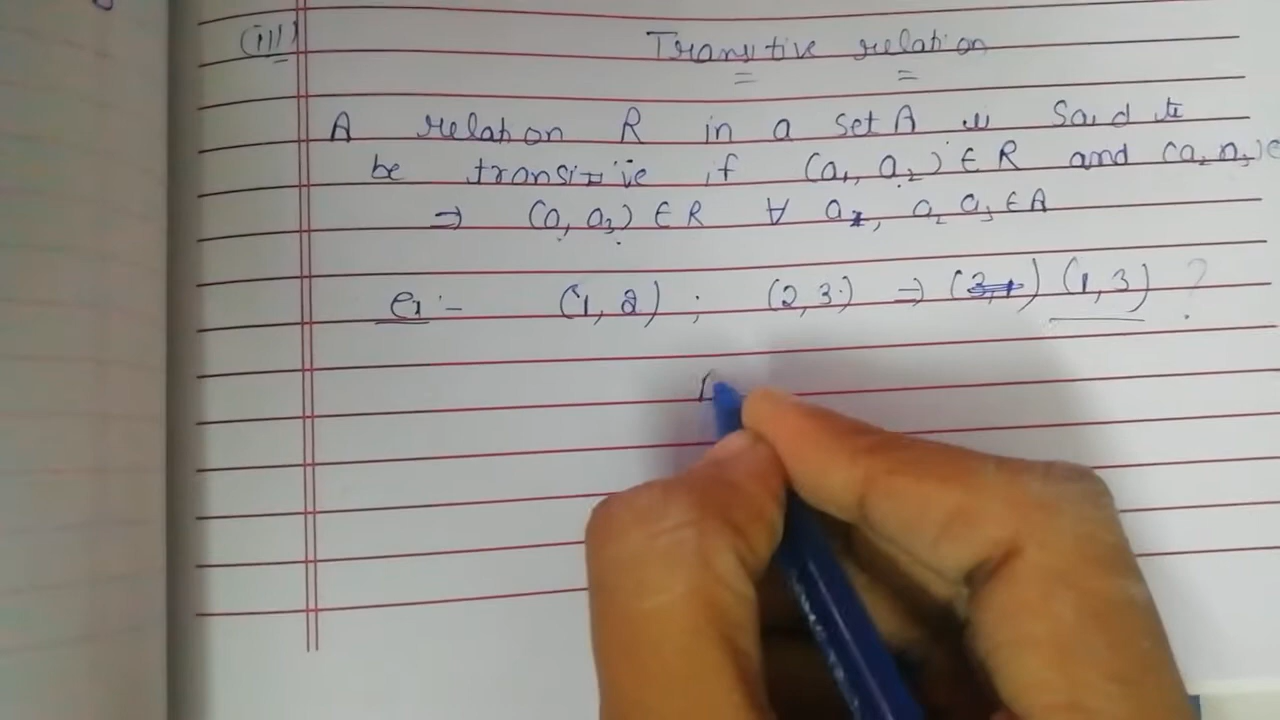 (iii) Transitive relation
A relation R in a set A is said to
be transitive if (a₁, a₂) ∈ R and (a₂ a₃) ∈
⇒ (a₁ a₃) ∈ R ∀ a₁, a₂ a₃ ∈ A
Ex :- (1, 2) ; (2, 3) ⇒ (1, 3) ?
(